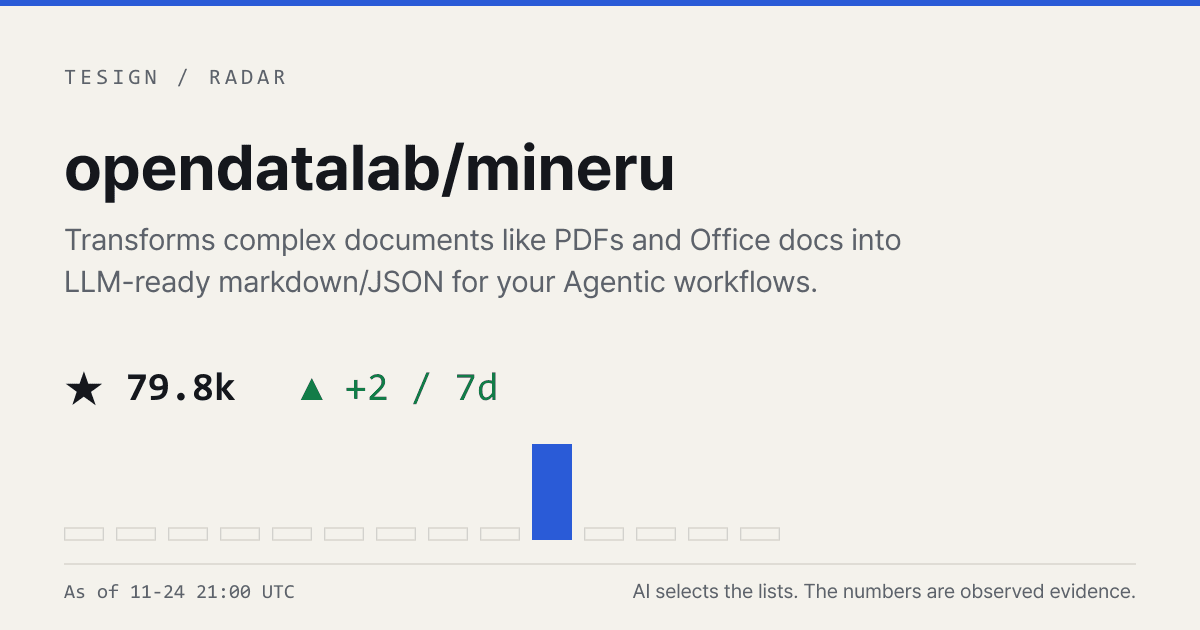 TESIGN / RADAR
opendatalab/mineru
Transforms complex documents like PDFs and Office docs into
LLM-ready markdown/JSON for your Agentic workflows.
★ 79.8k ▲ +2 / 7d
As of 11-24 21:00 UTC
AI selects the lists. The numbers are observed evidence.